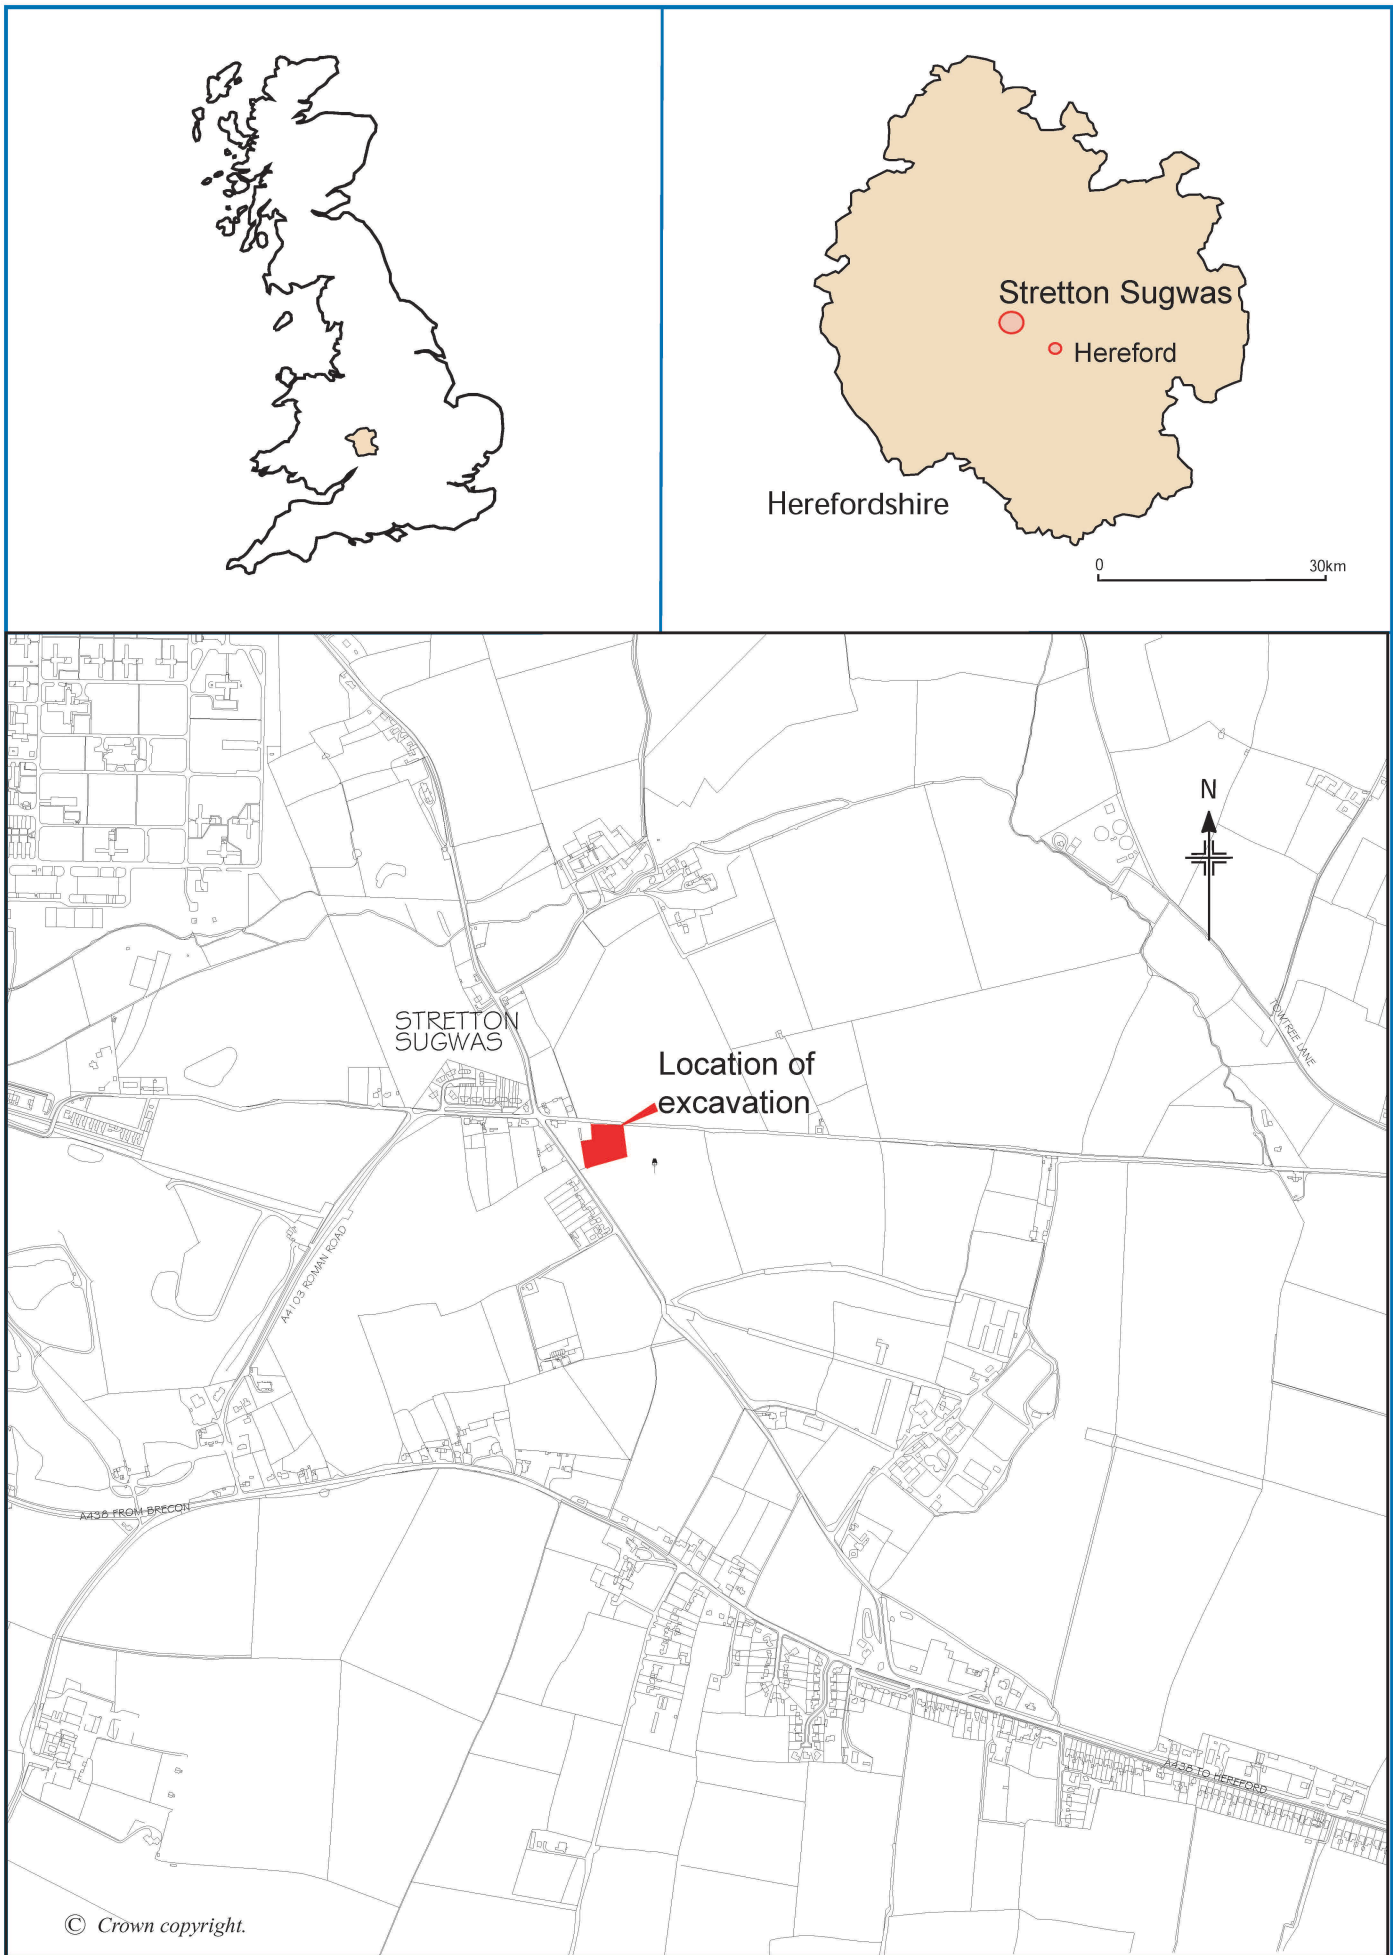 Stretton Sugwas
Hereford
Herefordshire
0 30km
N
STRETTON
SUGWAS
Location of
excavation
TOWTREE LANE
A4103 ROMAN ROAD
A438 FROM BRECON
A438 TO HEREFORD
© Crown copyright.